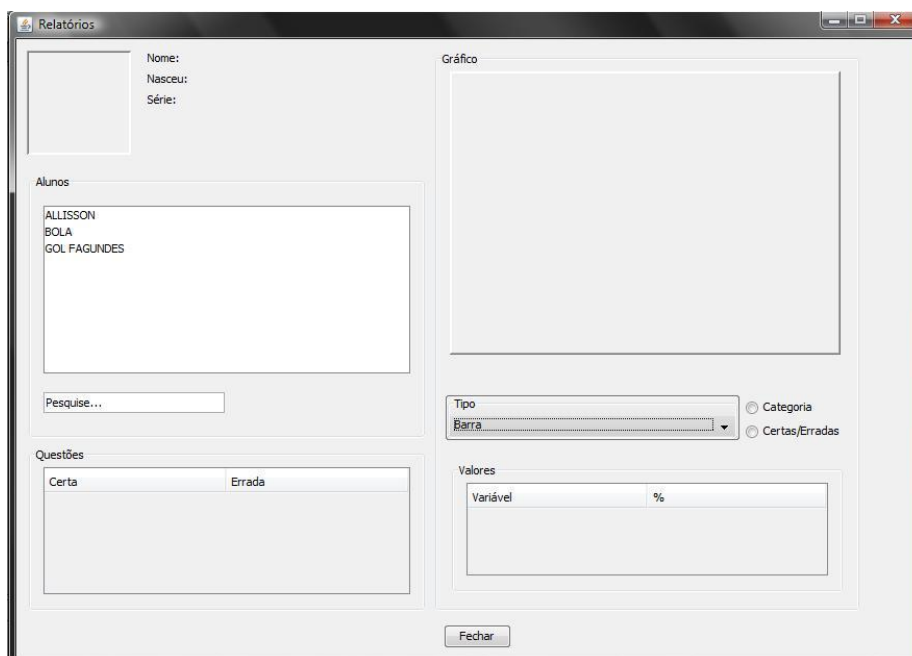 Relatórios
Nome:
Nasceu:
Série:
Alunos
ALLISSON
BOLA
GOL FAGUNDES
Pesquise...
Questões
Certa Errada
Gráfico
Tipo
Barra
Categoria
Certas/Erradas
Valores
Variável %
Fechar